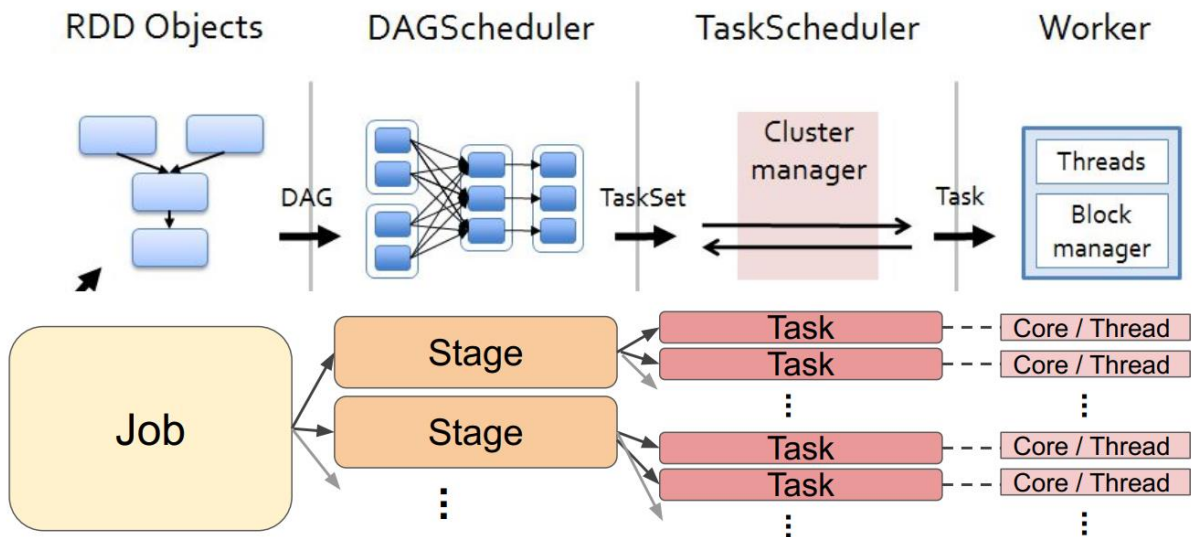 RDD Objects
DAGScheduler
TaskScheduler
Worker
DAG
TaskSet
Cluster
manager
Task
Threads
Block
manager
Job
Stage
Stage
Task
Task
Task
Task
Core / Thread
Core / Thread
Core / Thread
Core / Thread